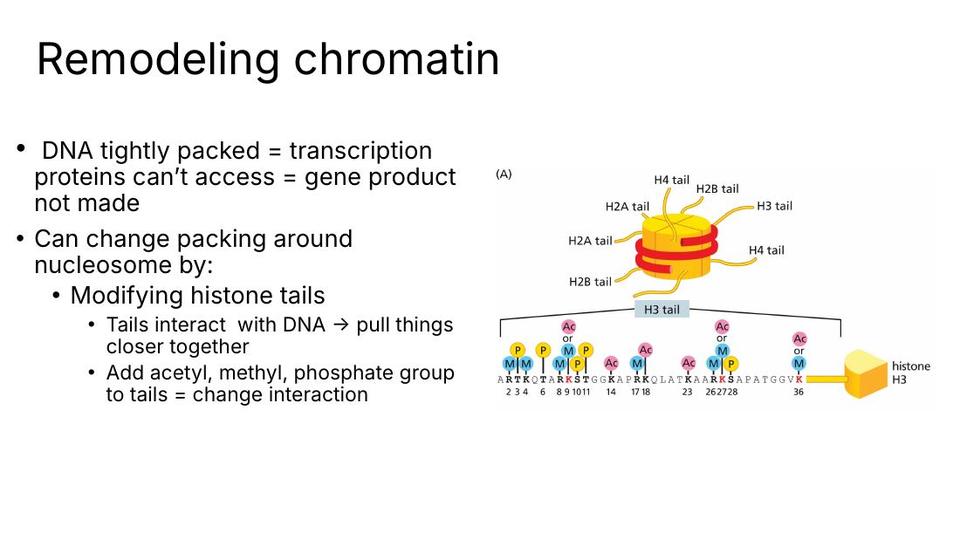 Remodeling chromatin
• DNA tightly packed = transcription
proteins can’t access = gene product
not made
• Can change packing around
nucleosome by:
• Modifying histone tails
• Tails interact with DNA → pull things
closer together
• Add acetyl, methyl, phosphate group
to tails = change interaction
(A)
H4 tail
H2B tail
H2A tail
H3 tail
H2A tail
H4 tail
H2B tail
H3 tail
Ac Ac
or or Ac
P P M P Ac M or
M M M P Ac M Ac M P M
ARTKQTARKSTGGKAPRKQLATKAARKSAPATGGVK
2 3 4 6 8 9 10 11 14 17 18 23 26 27 28 36
histone
H3